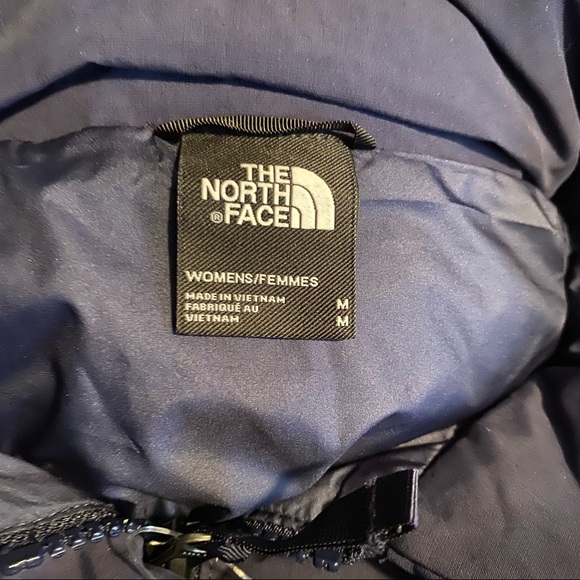 THE
NORTH
® FACE
WOMENS/FEMMES
MADE IN VIETNAM M
FABRIQUÉ AU
VIETNAM M